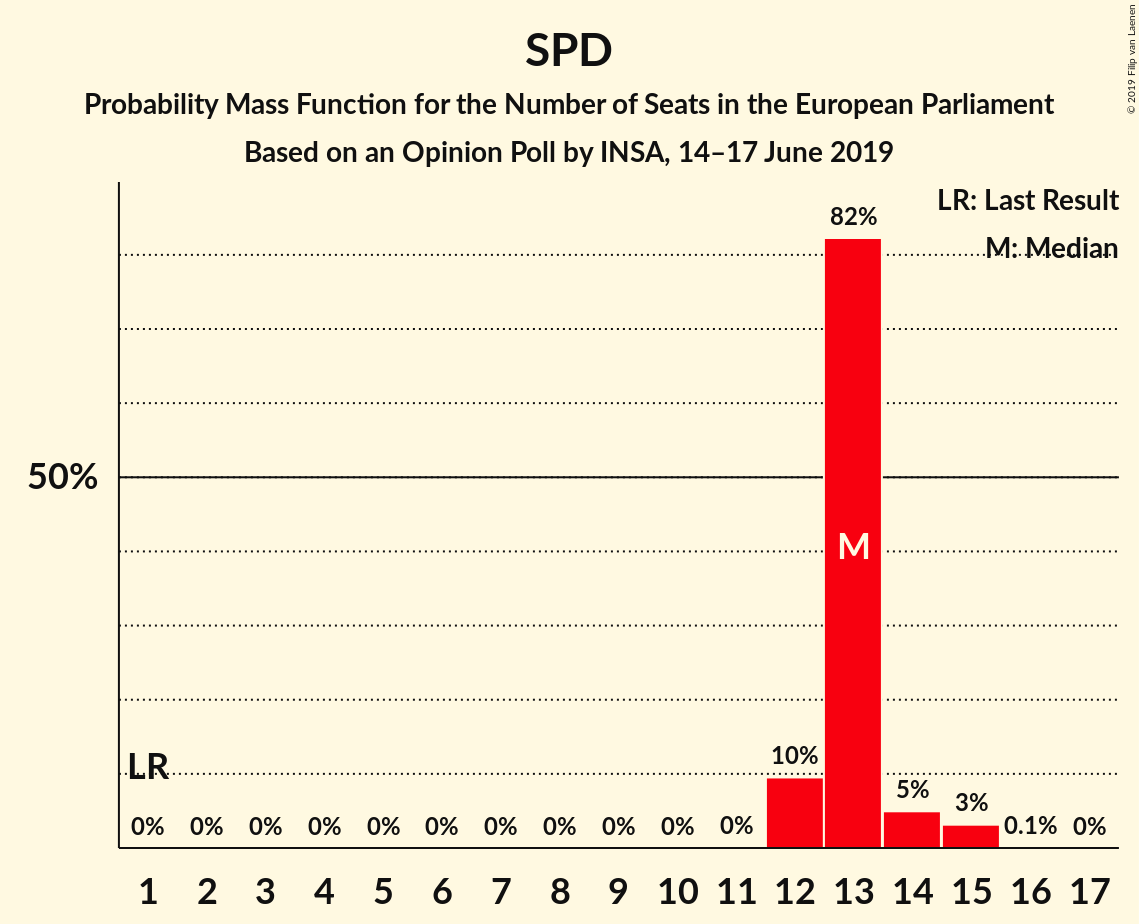 SPD
Probability Mass Function for the Number of Seats in the European Parliament
Based on an Opinion Poll by INSA, 14–17 June 2019
© 2019 Filip van Laenen
LR: Last Result
M: Median
82%
50%
M
LR
10%
5%
3%
0% 0% 0% 0% 0% 0% 0% 0% 0% 0% 0% 0.1% 0%
1 2 3 4 5 6 7 8 9 10 11 12 13 14 15 16 17